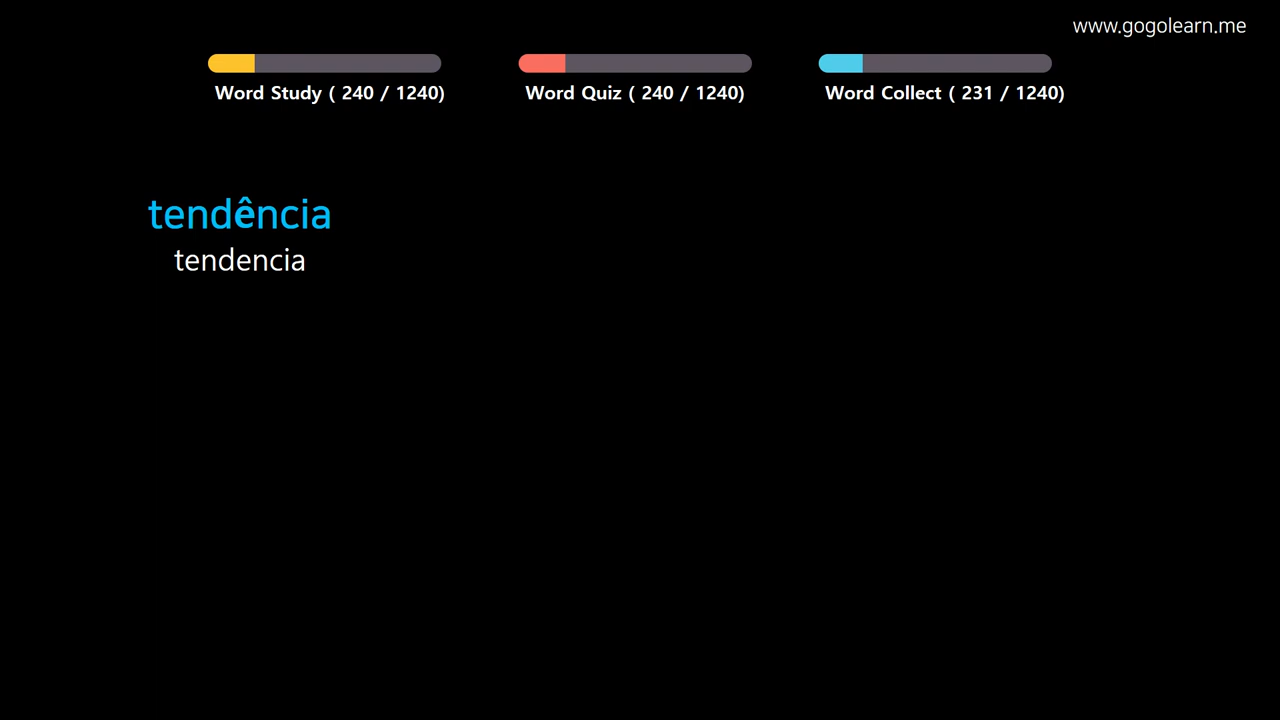 www.gogolearn.me
Word Study ( 240 / 1240)
Word Quiz ( 240 / 1240)
Word Collect ( 231 / 1240)
tendência
tendencia